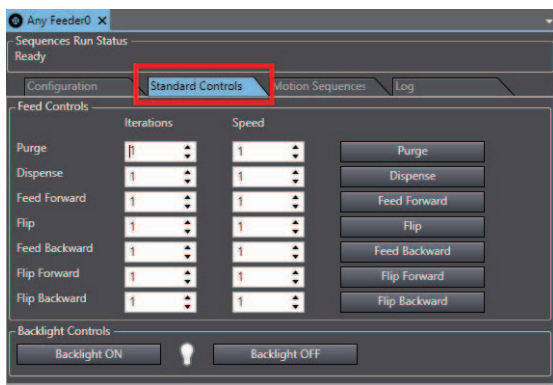 Any Feeder0 X
Sequences Run Status
Ready
Configuration Standard Controls Motion Sequences Log
Feed Controls
Iterations Speed
Purge 1 1 Purge
Dispense 1 1 Dispense
Feed Forward 1 1 Feed Forward
Flip 1 1 Flip
Feed Backward 1 1 Feed Backward
Flip Forward 1 1 Flip Forward
Flip Backward 1 1 Flip Backward
Backlight Controls
Backlight ON Backlight OFF